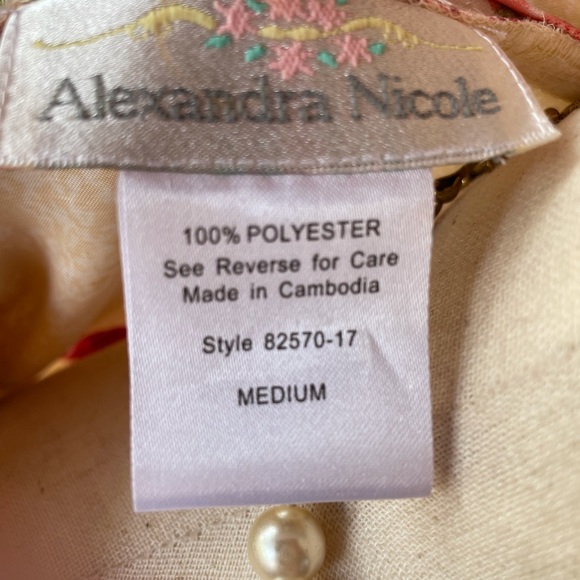 Alexandra Nicole
100% POLYESTER
See Reverse for Care
Made in Cambodia
Style 82570-17
MEDIUM